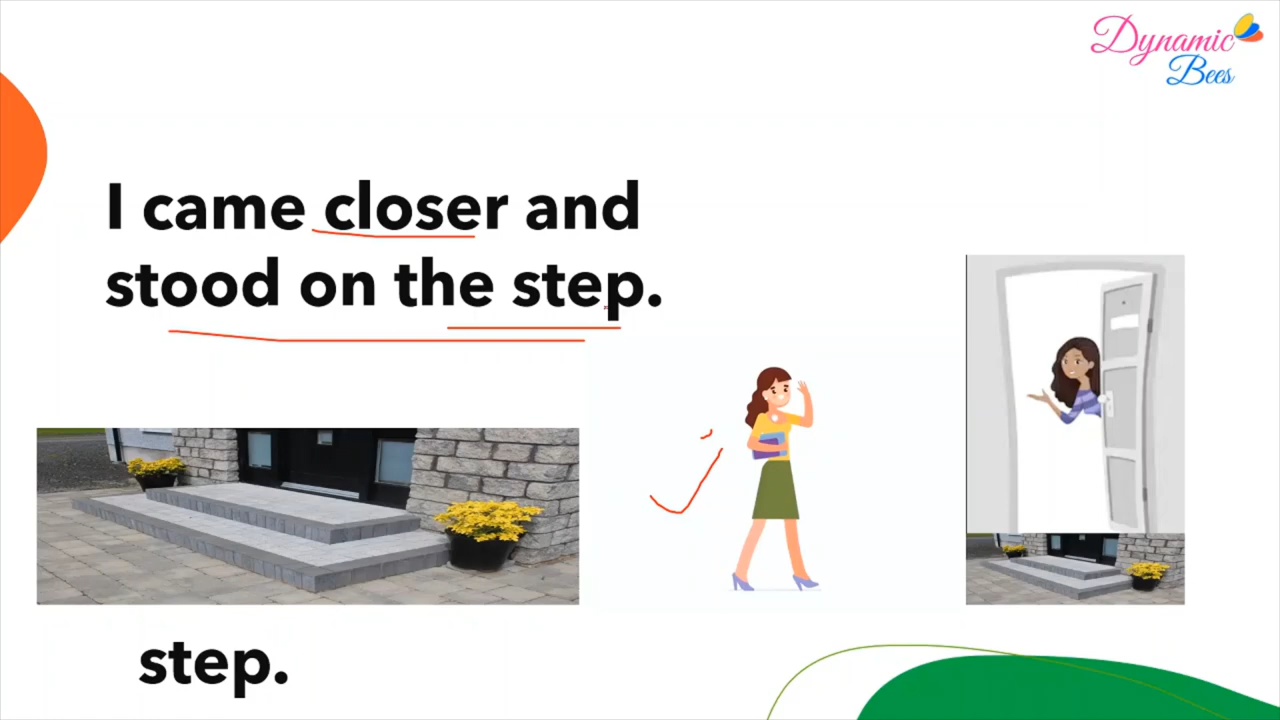 Dynamic
Bees
I came closer and
stood on the step.
step.